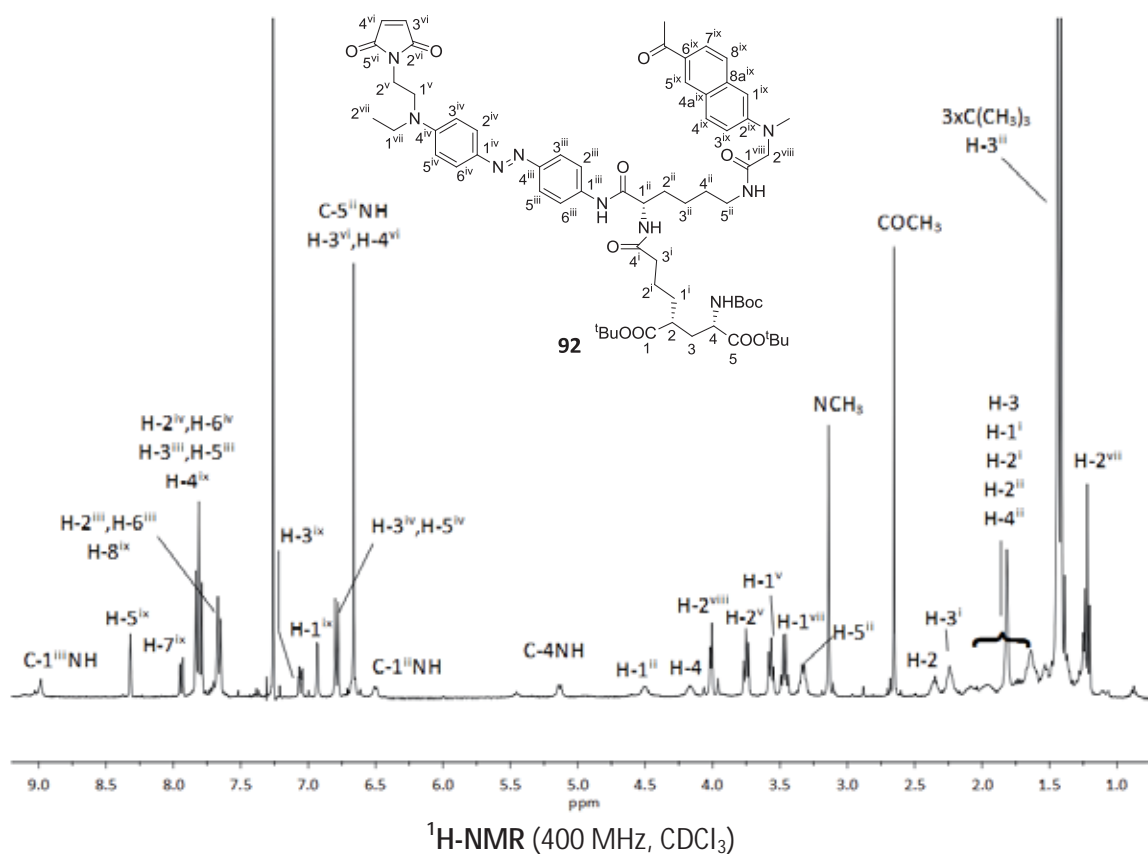 4ᵛⁱ 3ᵛⁱ
O O
5ᵛⁱ N 2ᵛⁱ
2ᵛ 1ᵛ
2ᵛⁱⁱ N 3ⁱᵛ 2ⁱᵛ
1ᵛⁱⁱ 4ⁱᵛ
5ⁱᵛ 1ⁱᵛ N N 3ⁱⁱⁱ
6ⁱᵛ 4ⁱⁱⁱ 2ⁱⁱⁱ
5ⁱⁱⁱ 1ⁱⁱⁱ O
6ⁱⁱⁱ N H
O 6ⁱˣ 7ⁱˣ
8ⁱˣ
5ⁱˣ 8aⁱˣ
4aⁱˣ 1ⁱˣ
4ⁱˣ 2ⁱˣ
3ⁱˣ N
O 1ᵛⁱⁱⁱ 2ᵛⁱⁱⁱ
1ⁱⁱ 2ⁱⁱ 4ⁱⁱ NH
3ⁱⁱ 5ⁱⁱ
NH
O 4ⁱ 3ⁱ
2ⁱ 1ⁱ
NHBoc
ᵗBuOOC 2 4 COOᵗBu
1 3 5
92
3xC(CH₃)₃
H-3ⁱⁱ
C-5ⁱⁱNH
H-3ᵛⁱ,H-4ᵛⁱ
COCH₃
NCH₃
H-2ⁱᵛ,H-6ⁱᵛ
H-3ⁱⁱⁱ,H-5ⁱⁱⁱ
H-4ⁱˣ
H-2ⁱⁱⁱ,H-6ⁱⁱⁱ
H-8ⁱˣ
H-3ⁱˣ
H-3ⁱᵛ,H-5ⁱᵛ
H-3
H-1ⁱ
H-2ⁱ
H-2ⁱⁱ
H-4ⁱⁱ
H-2ᵛⁱⁱ
C-1ⁱⁱⁱNH
H-5ⁱˣ
H-7ⁱˣ
H-1ⁱˣ
C-1ⁱⁱNH
C-4NH
H-1ⁱⁱ
H-4
H-2ᵛⁱⁱⁱ
H-2ᵛ
H-1ᵛ
H-1ᵛⁱⁱ
H-5ⁱⁱ
H-2
H-3ⁱ
9.0 8.5 8.0 7.5 7.0 6.5 6.0 5.5 5.0 4.5 4.0 3.5 3.0 2.5 2.0 1.5 1.0
ppm
¹H-NMR (400 MHz, CDCl₃)